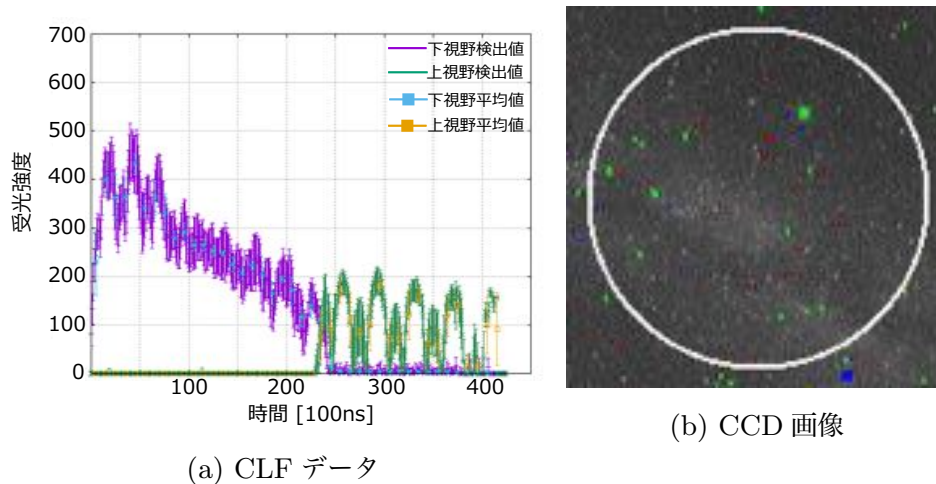 700
600
500
400
300
200
100
0
受光強度
下視野検出値
上視野検出値
下視野平均値
上視野平均値
100 200 300 400
時間 [100ns]
(a) CLF データ
(b) CCD 画像